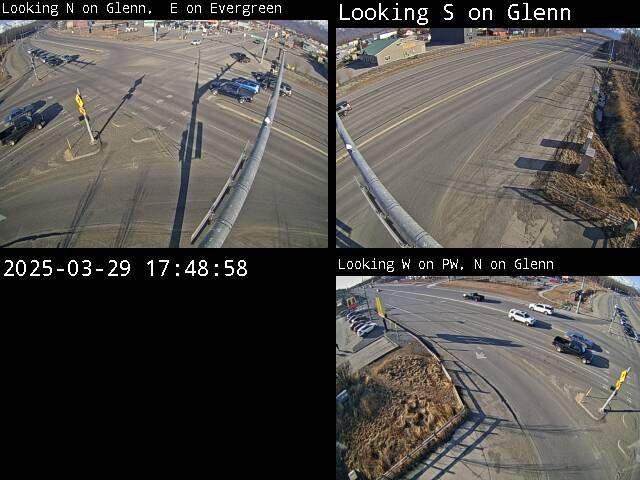 Looking N on Glenn,  E on Evergreen
Looking S on Glenn
2025-03-29 17:48:58
Looking W on PW, N on Glenn